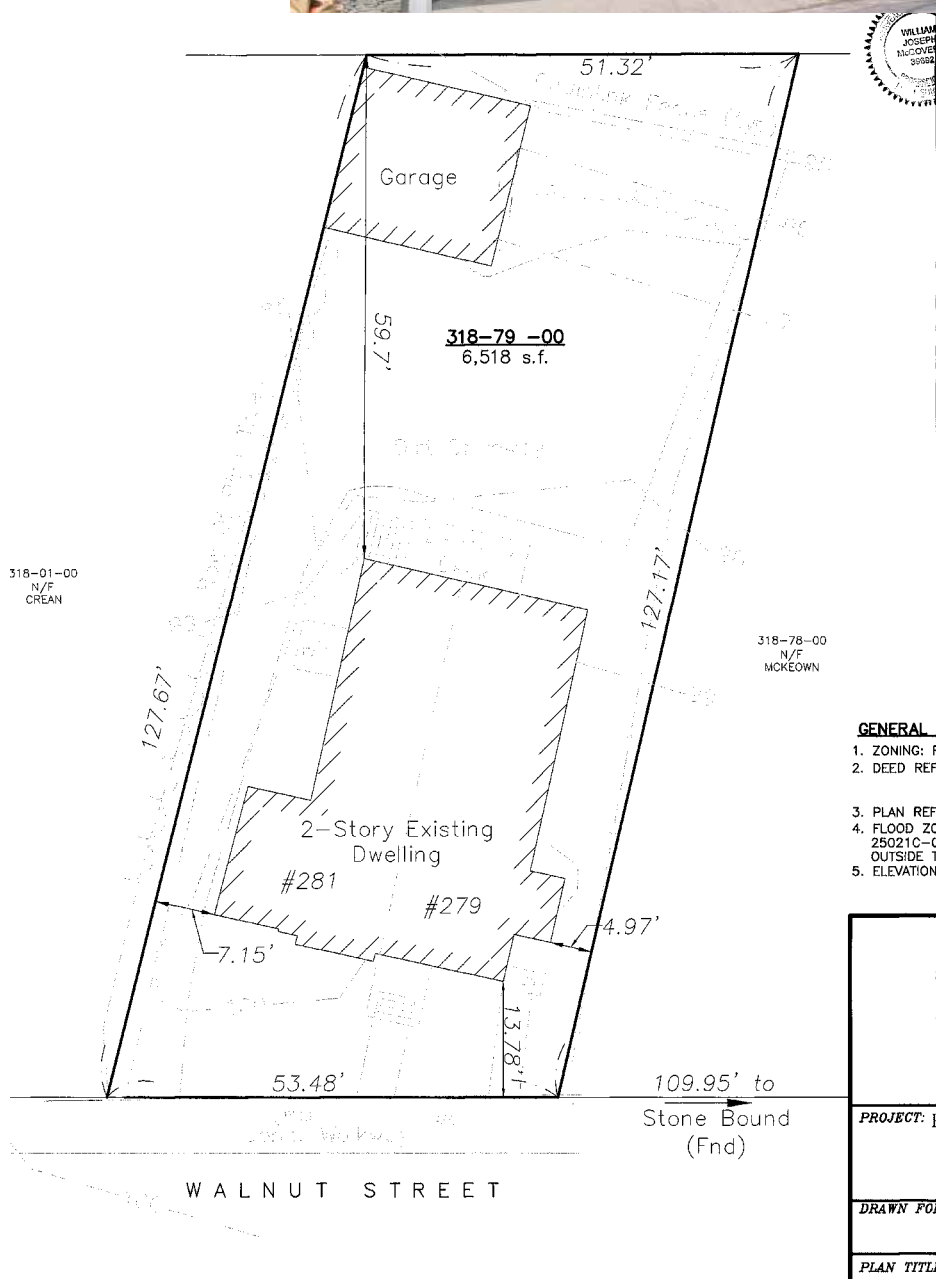 WILLIAM
JOSEPH
51.32'
Garage
59.7'
318-79 -00
6,518 s.f.
318-01-00
N/F
CREAN
127.17'
318-78-00
N/F
MCKEOWN
127.67'
GENERAL
1. ZONING:
2. DEED REF
3. PLAN REF
4. FLOOD ZO
25021C-0
OUTSIDE T
5. ELEVATION
2-Story Existing
Dwelling
#281
#279
7.15'
4.97'
13.78'
53.48'
109.95' to
Stone Bound
(Fnd)
WALNUT STREET
PROJECT:
DRAWN FO
PLAN TITL